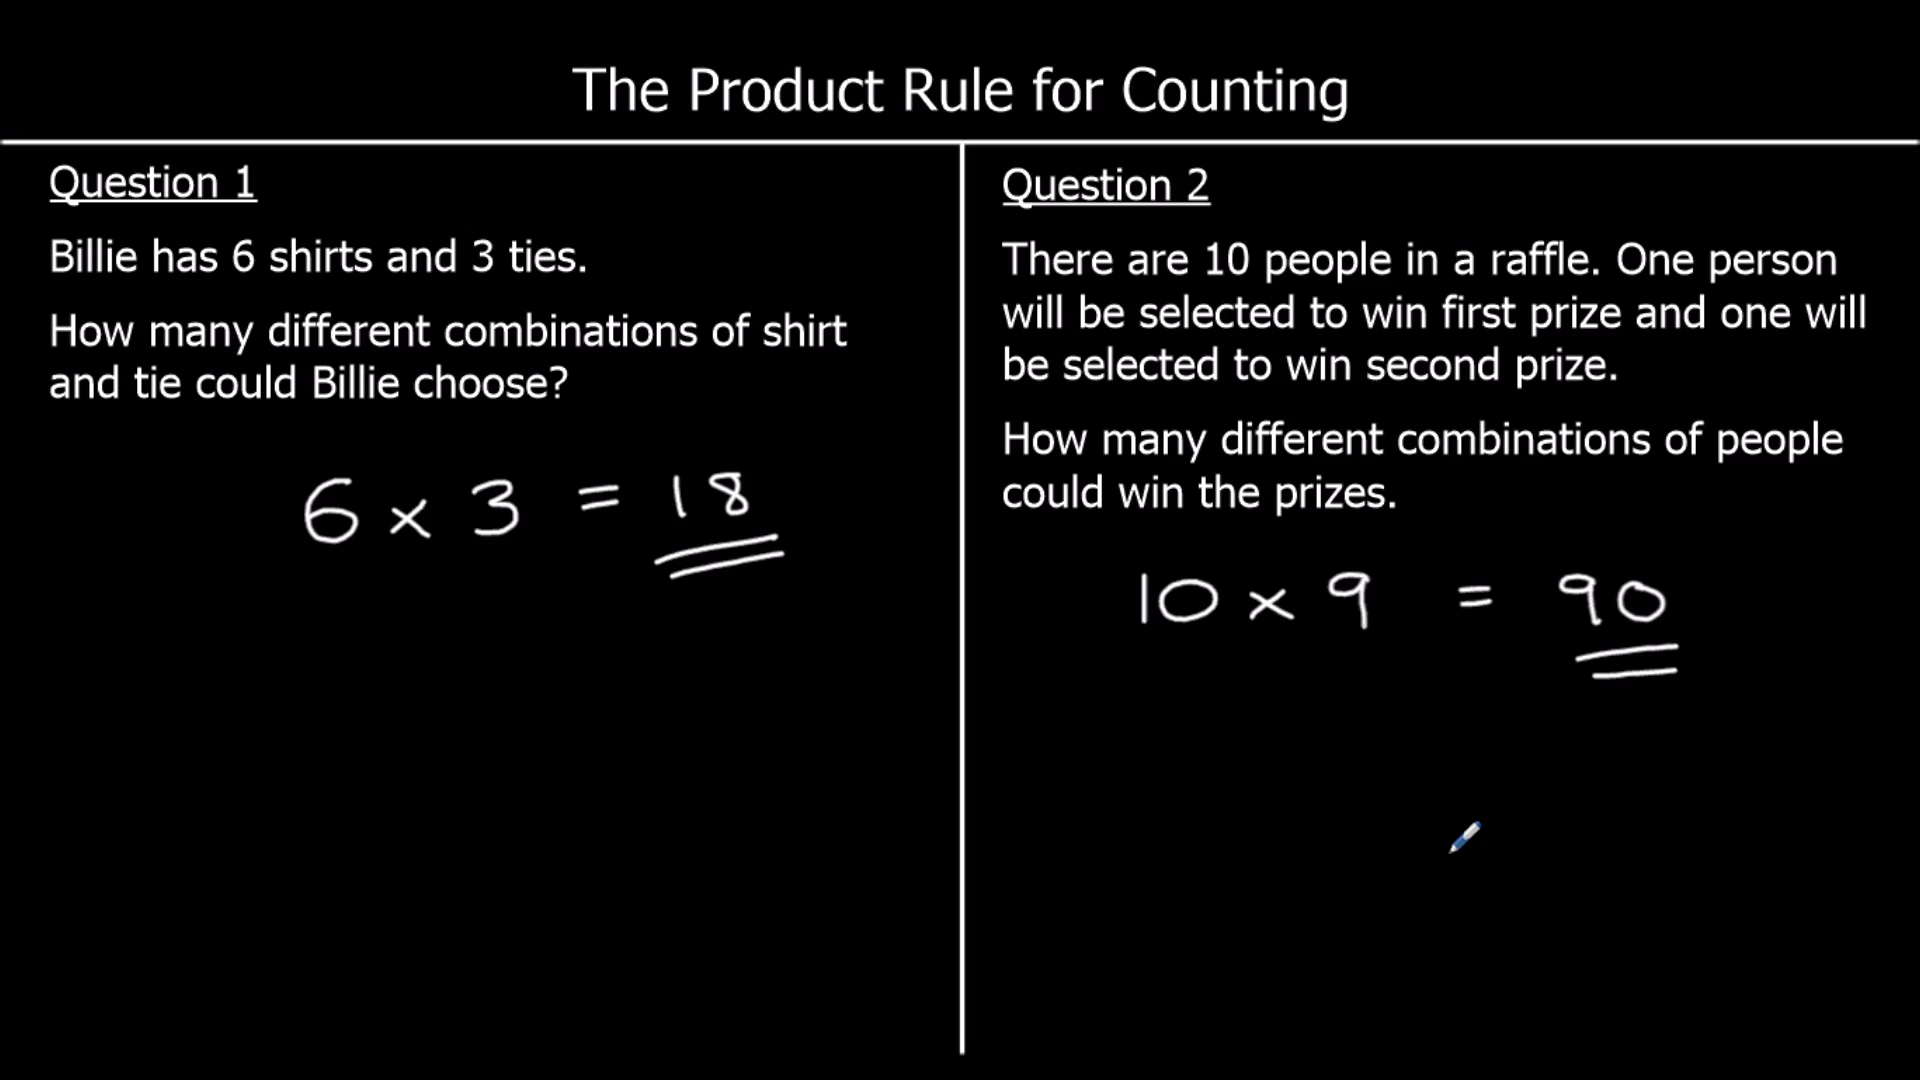 The Product Rule for Counting
Question 1
Billie has 6 shirts and 3 ties.
How many different combinations of shirt
and tie could Billie choose?
6 × 3 = 18
Question 2
There are 10 people in a raffle. One person
will be selected to win first prize and one will
be selected to win second prize.
How many different combinations of people
could win the prizes.
10 × 9 = 90